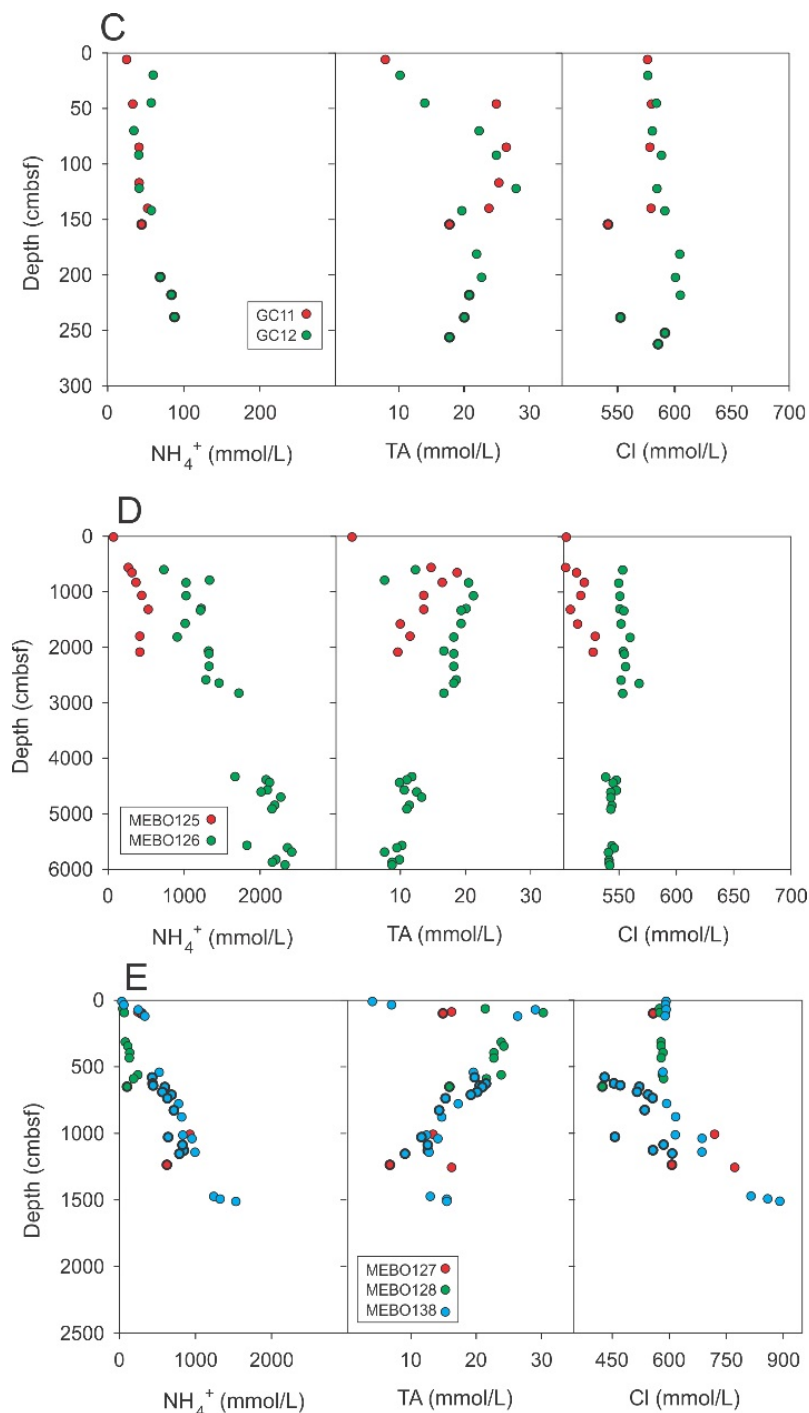 C
0
50
100
150
200
250
300
Depth (cmbsf)
GC11
GC12
100 200
10 20 30
550 600 650 700
NH4+ (mmol/L) TA (mmol/L) Cl (mmol/L)
D
0
1000
2000
3000
4000
5000
6000
Depth (cmbsf)
MEBO125
MEBO126
0 1000 2000
10 20 30
550 600 650 700
NH4+ (mmol/L) TA (mmol/L) Cl (mmol/L)
E
0
500
1000
1500
2000
2500
Depth (cmbsf)
MEBO127
MEBO128
MEBO138
0 1000 2000
10 20 30
450 600 750 900
NH4+ (mmol/L) TA (mmol/L) Cl (mmol/L)